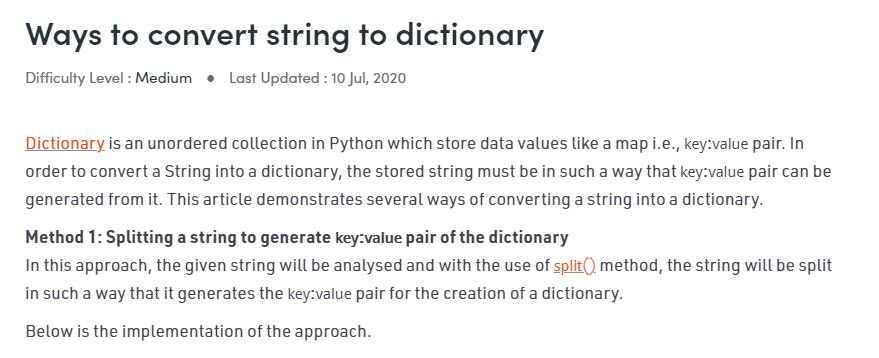 Ways to convert string to dictionary
Difficulty Level : Medium ● Last Updated : 10 Jul, 2020
Dictionary is an unordered collection in Python which store data values like a map i.e., key:value pair. In
order to convert a String into a dictionary, the stored string must be in such a way that key:value pair can be
generated from it. This article demonstrates several ways of converting a string into a dictionary.
Method 1: Splitting a string to generate key:value pair of the dictionary
In this approach, the given string will be analysed and with the use of split() method, the string will be split
in such a way that it generates the key:value pair for the creation of a dictionary.
Below is the implementation of the approach.